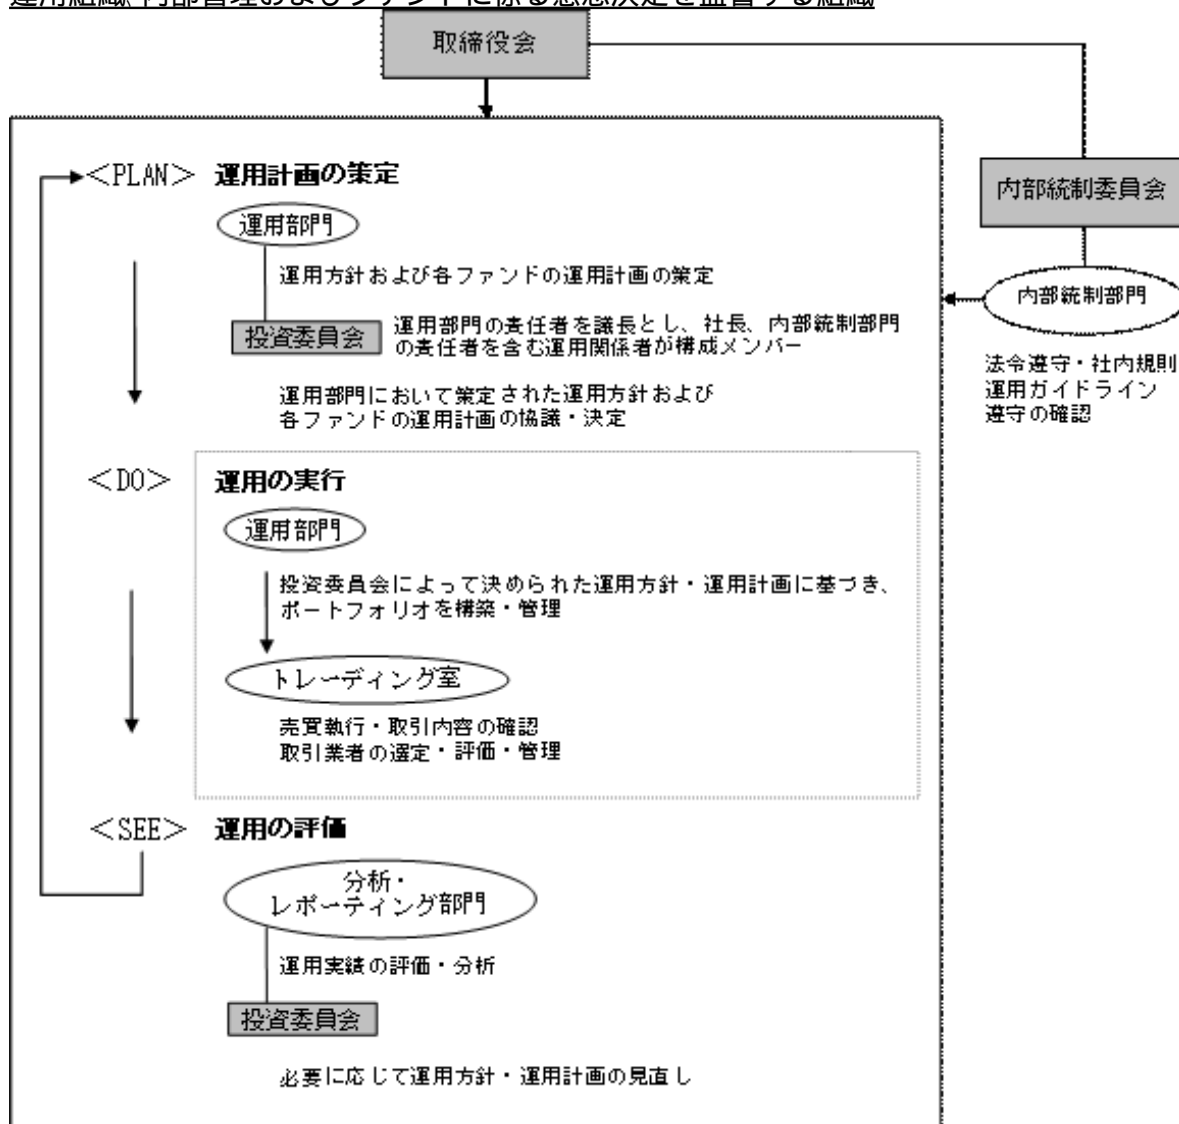 運用組織 内部管理およびファンドに係る意思決定を監督する組織
取締役会
<PLAN> 運用計画の策定
運用部門
運用方針および各ファンドの運用計画の策定
投資委員会
運用部門の責任者を議長とし、社長、内部統制部門
の責任者を含む運用関係者が構成メンバー
運用部門において策定された運用方針および
各ファンドの運用計画の協議・決定
<DO> 運用の実行
運用部門
投資委員会によって決められた運用方針・運用計画に基づき、
ポートフォリオを構築・管理
トレーディング室
売買執行・取引内容の確認
取引業者の選定・評価・管理
<SEE> 運用の評価
分析・
レポーティング部門
運用実績の評価・分析
投資委員会
必要に応じて運用方針・運用計画の見直し
内部統制委員会
内部統制部門
法令遵守・社内規則
運用ガイドライン
遵守の確認